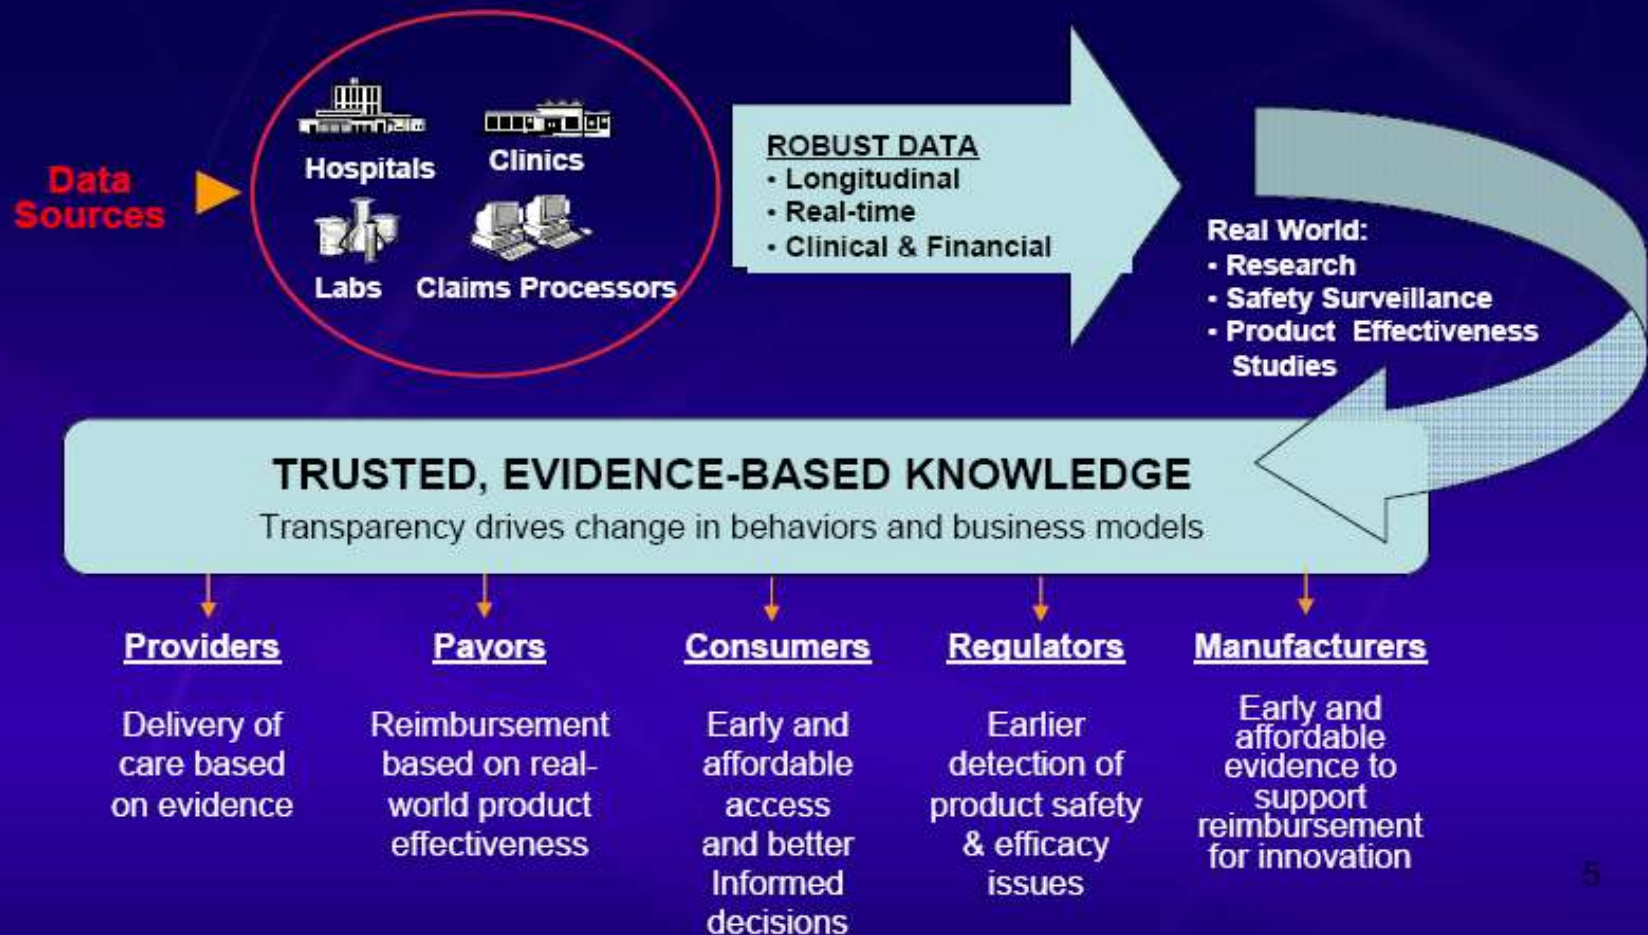 Data
Sources
Hospitals
Clinics
Labs
Claims Processors
ROBUST DATA
• Longitudinal
• Real-time
• Clinical & Financial
Real World:
• Research
• Safety Surveillance
• Product Effectiveness
Studies
TRUSTED, EVIDENCE-BASED KNOWLEDGE
Transparency drives change in behaviors and business models
Providers
Delivery of
care based
on evidence
Payors
Reimbursement
based on real-
world product
effectiveness
Consumers
Early and
affordable
access
and better
Informed
decisions
Regulators
Earlier
detection of
product safety
& efficacy
issues
Manufacturers
Early and
affordable
evidence to
support
reimbursement
for innovation
5